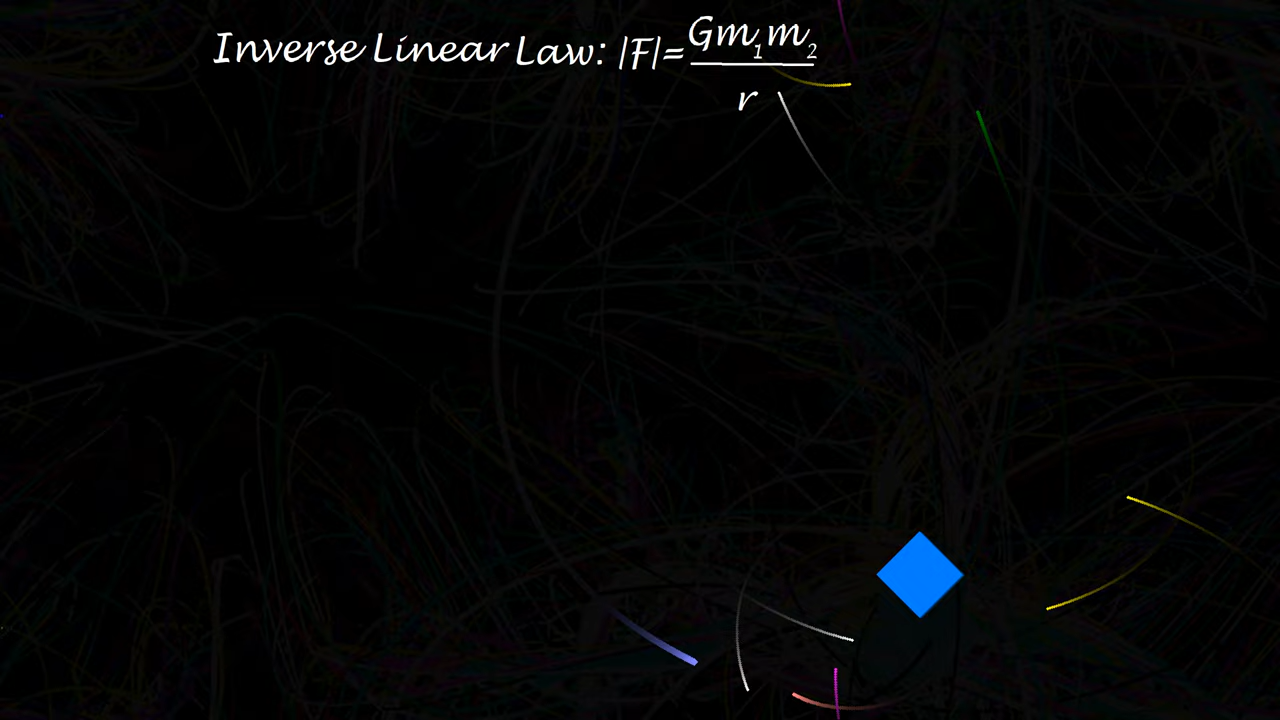 Inverse Linear Law: |F|=Gm₁m₂
r